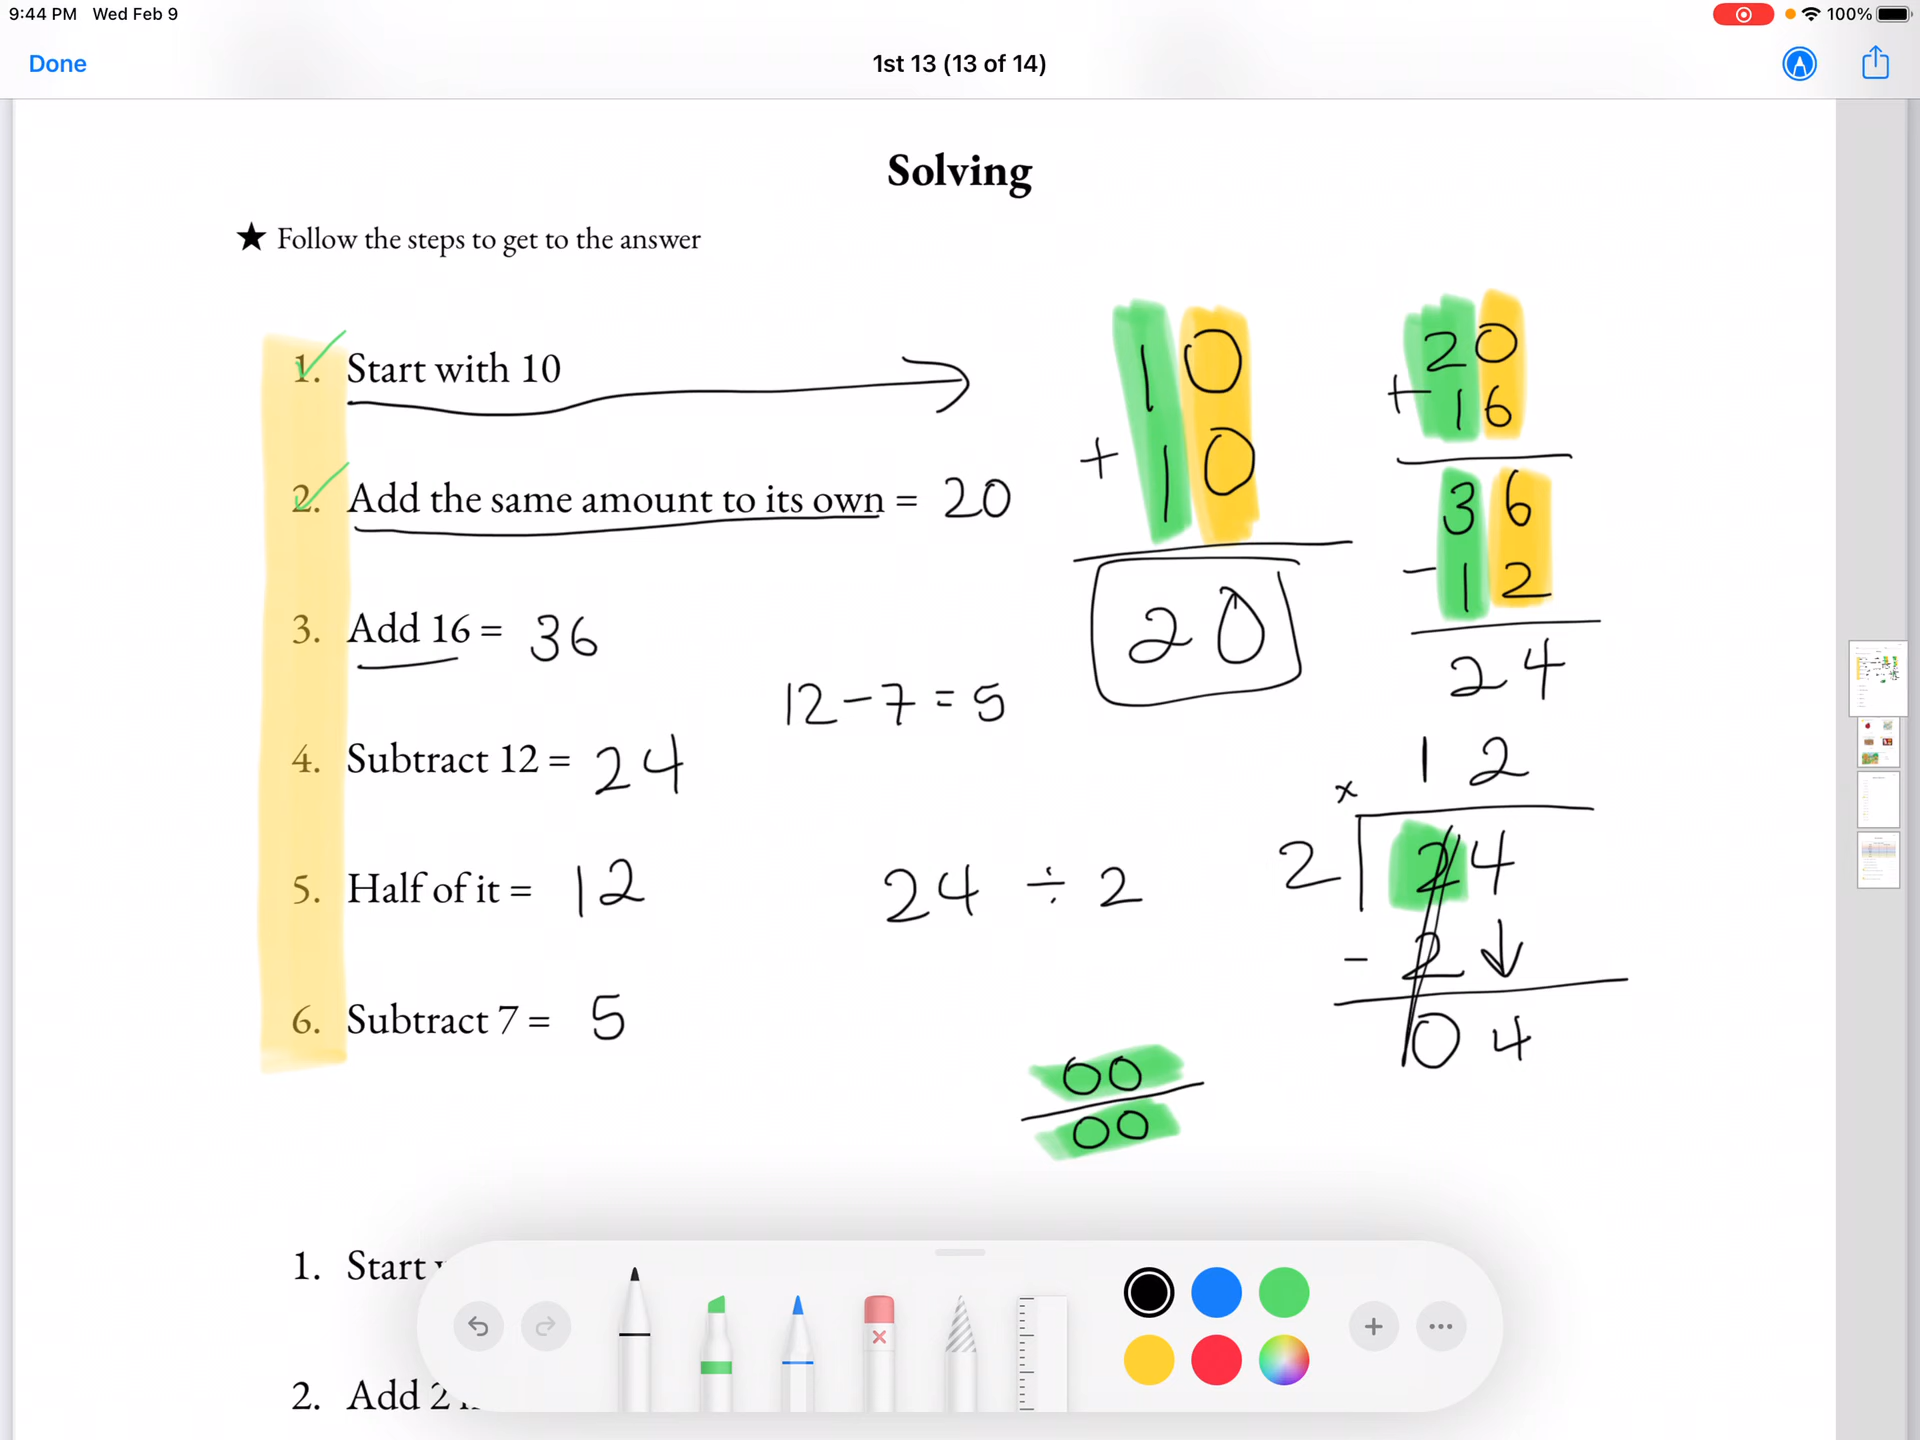 9:44 PM Wed Feb 9
100%
Done
1st 13 (13 of 14)
Solving
★ Follow the steps to get to the answer
1. Start with 10
2. Add the same amount to its own = 20
3. Add 16 = 36
4. Subtract 12 = 24
5. Half of it = 12
6. Subtract 7 = 5
12 - 7 = 5
24 ÷ 2
10
+ 10
20
20
+ 16
36
- 12
24
x 12
2 24
- 2 ↓
04
00
00
1. Start
2. Add 2